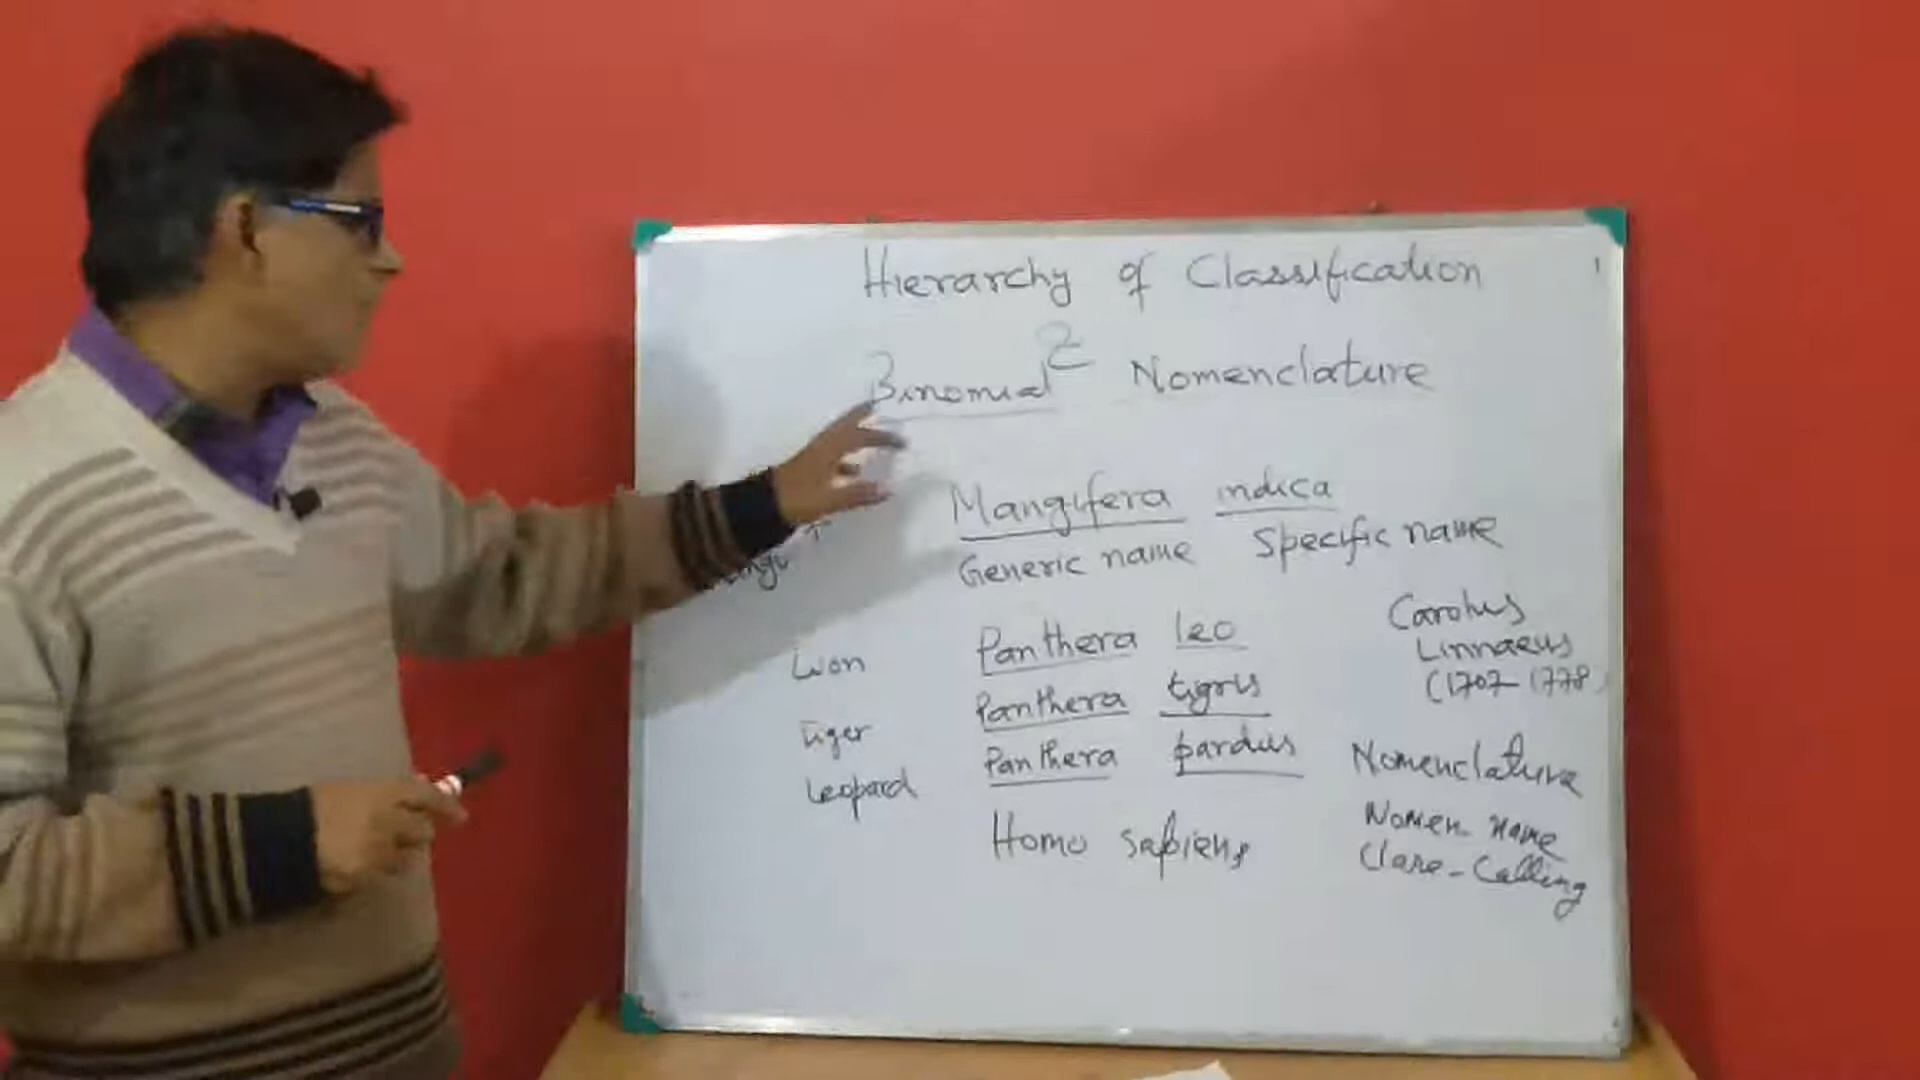 Hierarchy of Classification
2
Binomial Nomenclature
Mangifera indica
Generic name Specific name
Carolus
Linnaeus
(1707-1778)
Lion Panthera leo
Tiger Panthera tigris
Leopard Panthera pardus
Homo sapiens
Nomenclature
Nomen- name
Clare-Calling